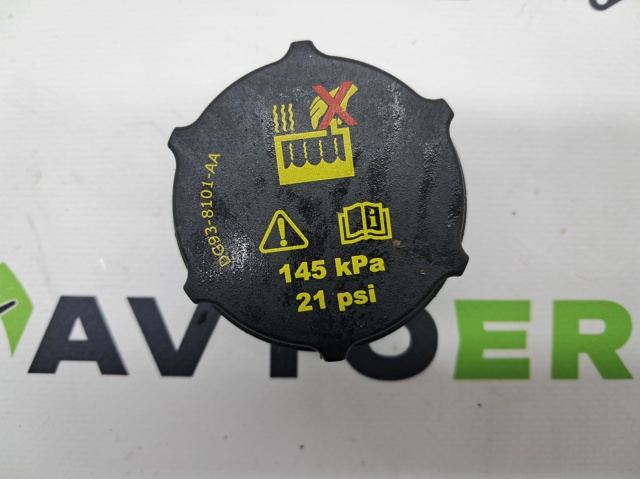 DG93-8101-AA
145 kPa
21 psi
AVTOER